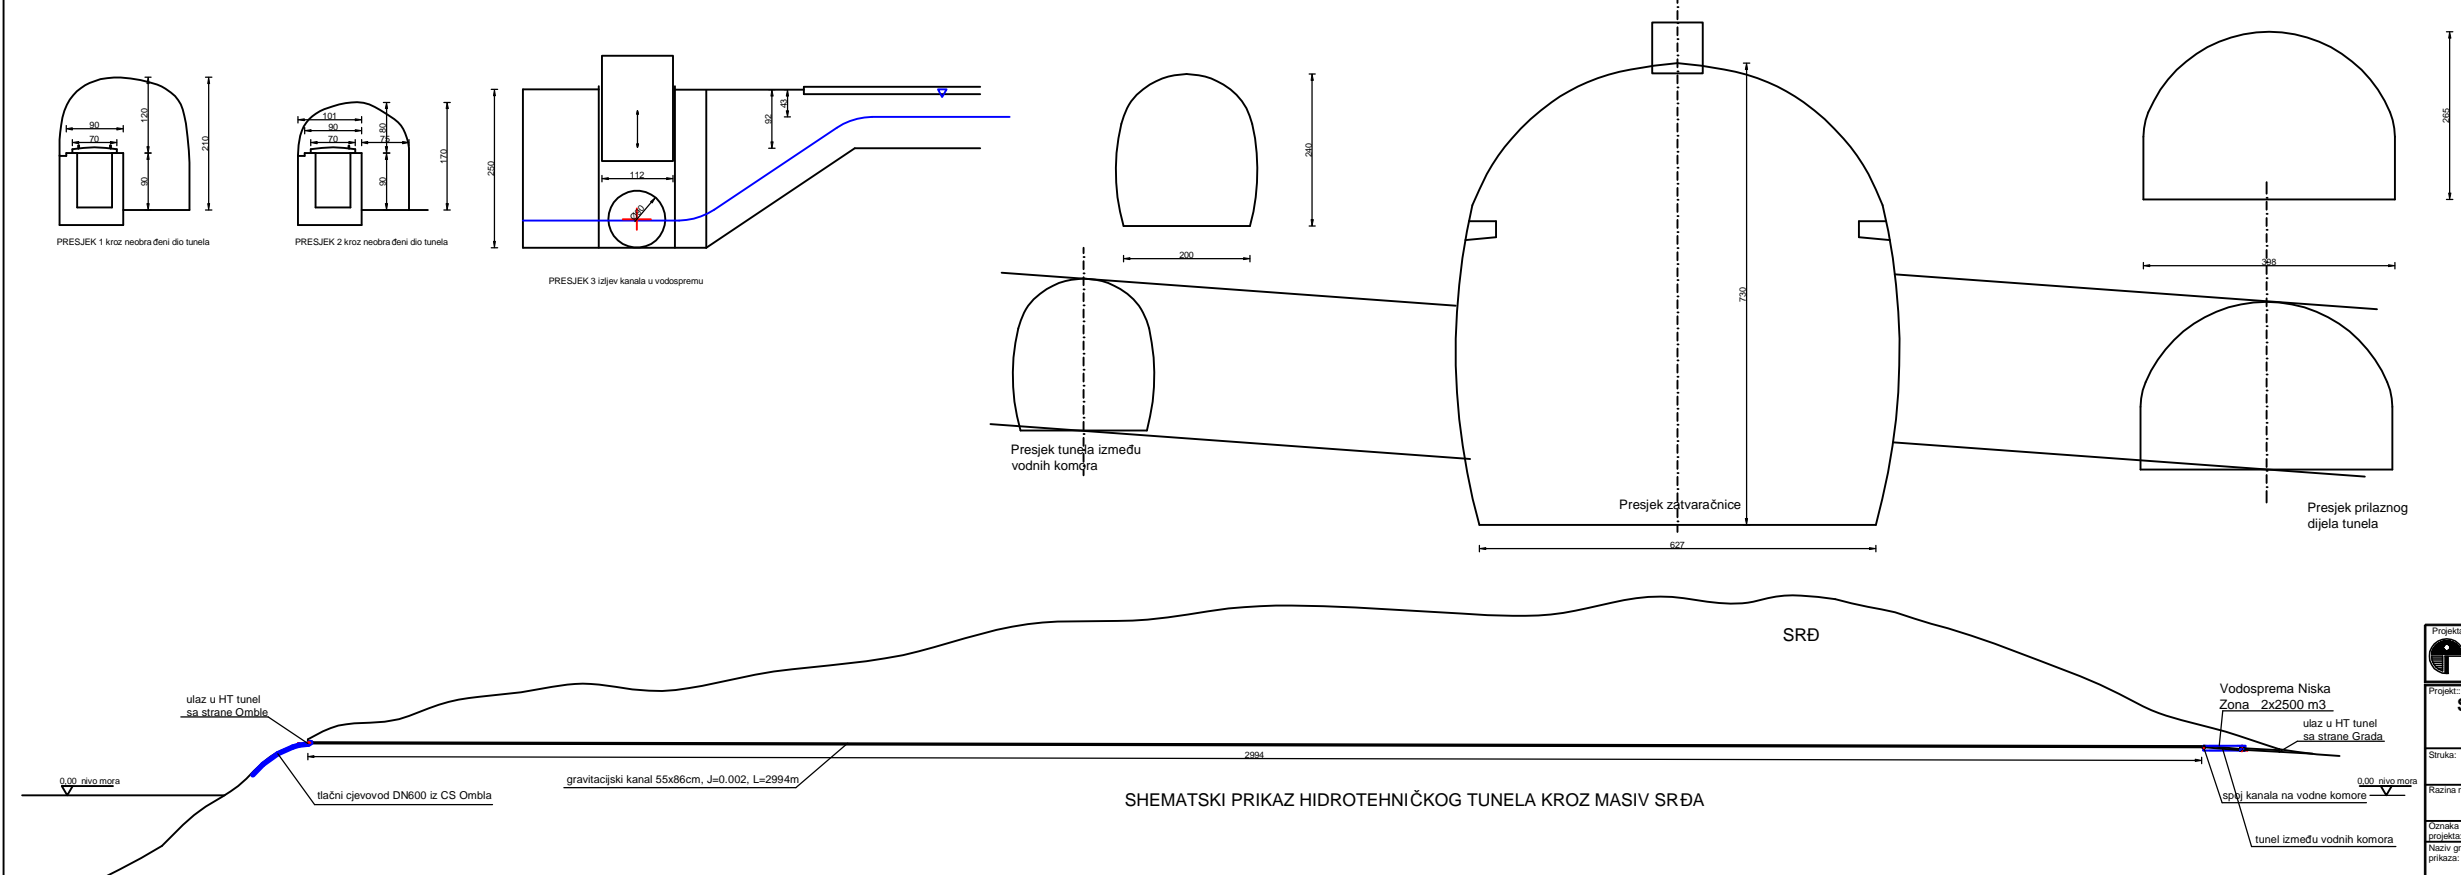 90
70
120
90
210
PRESJEK 1 kroz neobrađeni dio tunela
101
90
70
80
75
90
170
PRESJEK 2 kroz neobrađeni dio tunela
250
112
92
43
PRESJEK 3 izljev kanala u vodospremu
240
200
Presjek tunela između
vodnih komora
730
Presjek zatvaračnice
627
265
398
Presjek prilaznog
dijela tunela
SRĐ
ulaz u HT tunel
sa strane Omble
0,00 nivo mora
tlačni cjevovod DN600 iz CS Ombla
gravitacijski kanal 55x86cm, J=0.002, L=2994m
2994
SHEMATSKI PRIKAZ HIDROTEHNIČKOG TUNELA KROZ MASIV SRĐA
Vodosprema Niska
Zona 2x2500 m3
ulaz u HT tunel
sa strane Grada
0,00 nivo mora
spoj kanala na vodne komore
tunel između vodnih komora
Projekt:
Struka:
Oznaka
projekta:
prikaza: